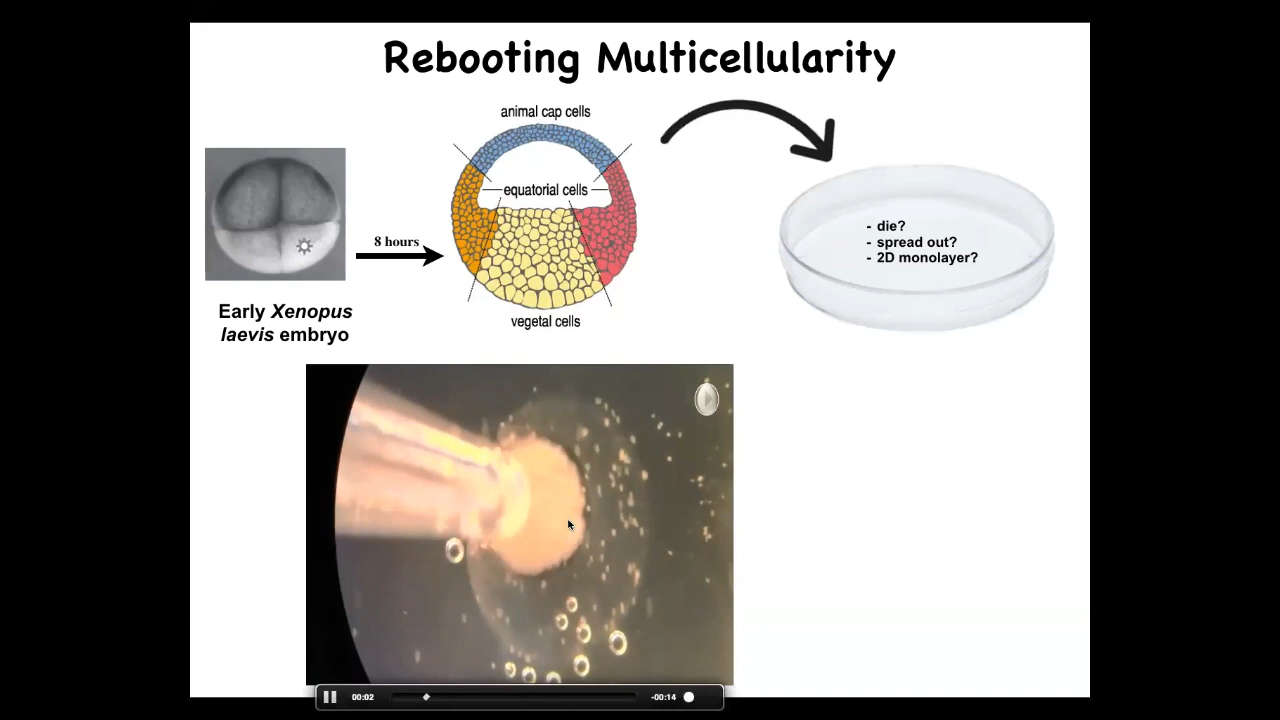 Rebooting Multicellularity
animal cap cells
equatorial cells
vegetal cells
8 hours
Early Xenopus
laevis embryo
- die?
- spread out?
- 2D monolayer?
00:02
-00:14